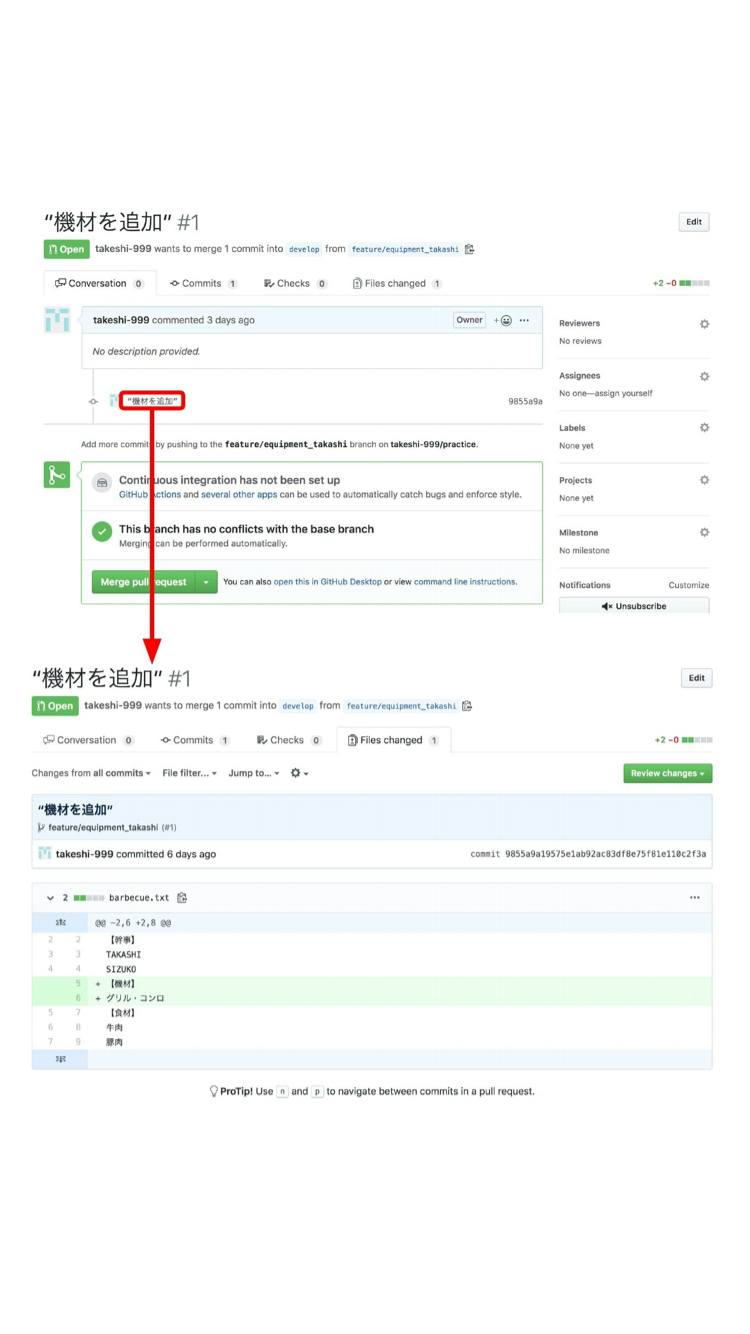 “機材を追加” #1
Edit
Open takeshi-999 wants to merge 1 commit into develop from feature/equipment_takashi
Conversation 0 Commits 1 Checks 0 Files changed 1 +2 −0
takeshi-999 commented 3 days ago Owner
No description provided.
“機材を追加” 9855a9a
Add more commits by pushing to the feature/equipment_takashi branch on takeshi-999/practice.
Continuous integration has not been set up
GitHub Actions and several other apps can be used to automatically catch bugs and enforce style.
This branch has no conflicts with the base branch
Merging can be performed automatically.
Merge pull request You can also open this in GitHub Desktop or view command line instructions.
Reviewers
No reviews
Assignees
No one—assign yourself
Labels
None yet
Projects
None yet
Milestone
No milestone
Notifications Customize
Unsubscribe
“機材を追加” #1
Edit
Open takeshi-999 wants to merge 1 commit into develop from feature/equipment_takashi
Conversation 0 Commits 1 Checks 0 Files changed 1 +2 −0
Changes from all commits File filter... Jump to... Review changes
“機材を追加”
feature/equipment_takashi (#1)
takeshi-999 committed 6 days ago commit 9855a9a19575e1ab92ac83df8e75f81e110c2f3a
2 barbecue.txt
@@ −2,6 +2,8 @@
2 2 【幹事】
3 3 TAKASHI
4 4 SIZUKO
5 + 【機材】
6 + グリル・コンロ
5 7 【食材】
6 8 牛肉
7 9 豚肉
ProTip! Use n and p to navigate between commits in a pull request.